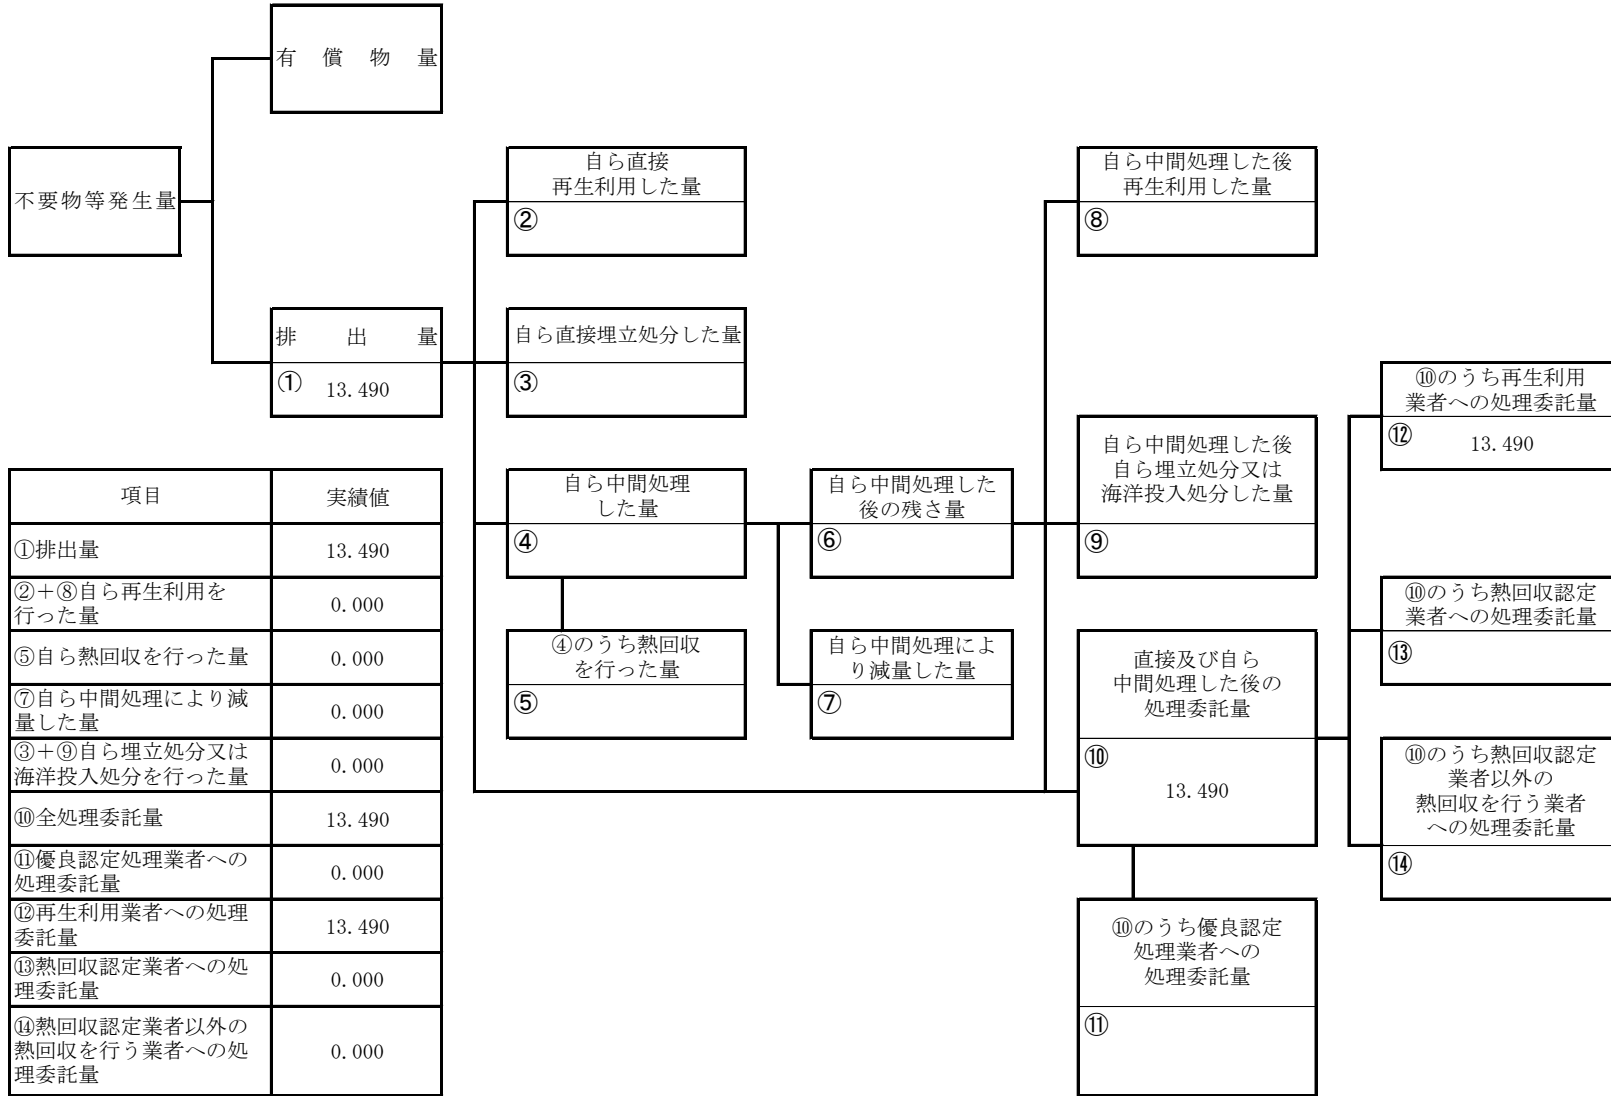 有償物量
不要物等発生量
排出量
① 13.490
自ら直接
再生利用した量
②
自ら直接埋立処分した量
③
自ら中間処理
した量
④
④のうち熱回収
を行った量
⑤
自ら中間処理した
後の残さ量
⑥
自ら中間処理によ
り減量した量
⑦
自ら中間処理した後
再生利用した量
⑧
自ら中間処理した後
自ら埋立処分又は
海洋投入処分した量
⑨
直接及び自ら
中間処理した後の
処理委託量
⑩
13.490
⑩のうち優良認定
処理業者への
処理委託量
⑪
⑩のうち再生利用
業者への処理委託量
⑫ 13.490
⑩のうち熱回収認定
業者への処理委託量
⑬
⑩のうち熱回収認定
業者以外の
熱回収を行う業者
への処理委託量
⑭
項目 実績値
①排出量 13.490
②+⑧自ら再生利用を
行った量 0.000
⑤自ら熱回収を行った量 0.000
⑦自ら中間処理により減
量した量 0.000
③+⑨自ら埋立処分又は
海洋投入処分を行った量 0.000
⑩全処理委託量 13.490
⑪優良認定処理業者への
処理委託量 0.000
⑫再生利用業者への処理
委託量 13.490
⑬熱回収認定業者への処
理委託量 0.000
⑭熱回収認定業者以外の
熱回収を行う業者への処 0.000
理委託量